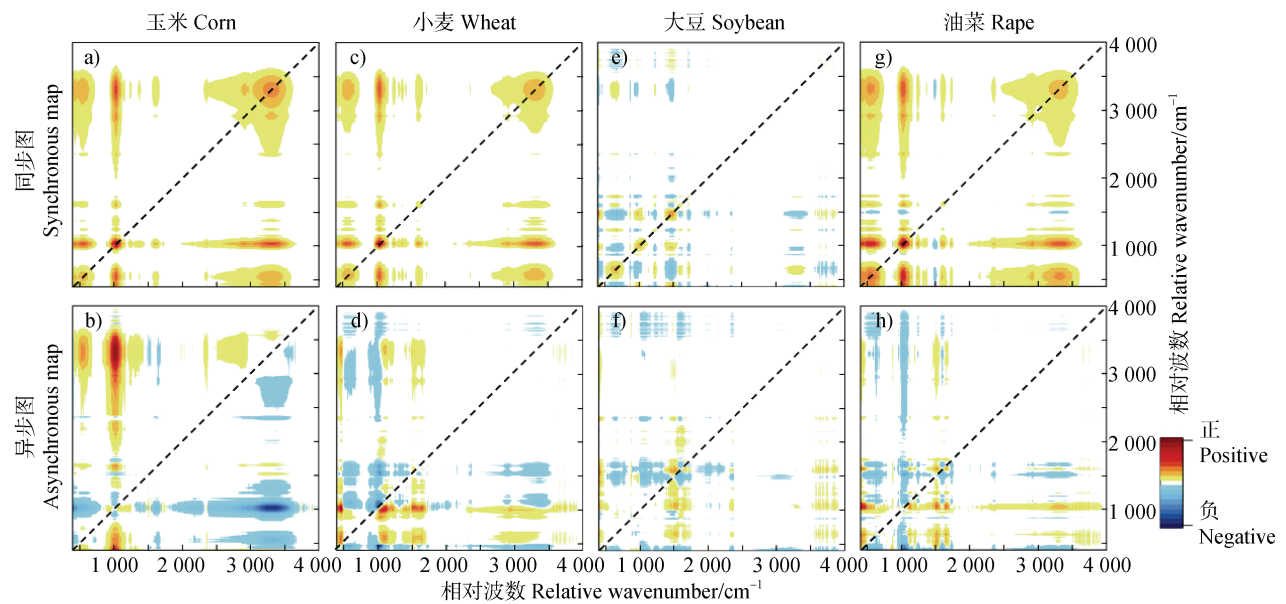 玉米 Corn
小麦 Wheat
大豆 Soybean
油菜 Rape
同步图
Synchronous map
a)
c)
e)
g)
4 000
3 000
2 000
1 000
相对波数 Relative wavenumber/cm⁻¹
异步图
Asynchronous map
b)
d)
f)
h)
4 000
3 000
2 000
1 000
正
Positive
负
Negative
1 000 2 000 3 000 4 000 1 000 2 000 3 000 4 000 1 000 2 000 3 000 4 000 1 000 2 000 3 000 4 000
相对波数 Relative wavenumber/cm⁻¹